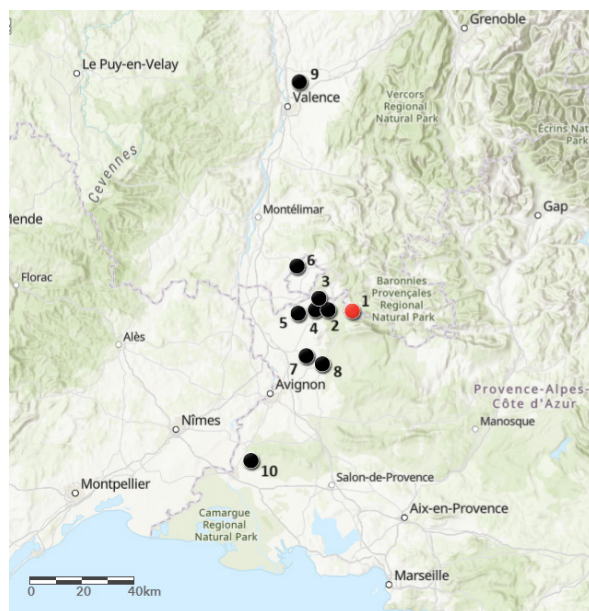 Grenoble
Le Puy-en-Velay
9
Valence
Vercors
Regional
Natural Park
Écrins Nat
Park
Cevennes
Montélimar
Gap
Mende
6
Florac
3
1
Baronnies
Provençales
Regional
Natural Park
5
4
2
Alès
7
8
Avignon
Provence-Alpes-
Côte d'Azur
Manosque
Nîmes
10
Salon-de-Provence
Montpellier
Aix-en-Provence
Camargue
Regional
Natural Park
Marseille
0 20 40km